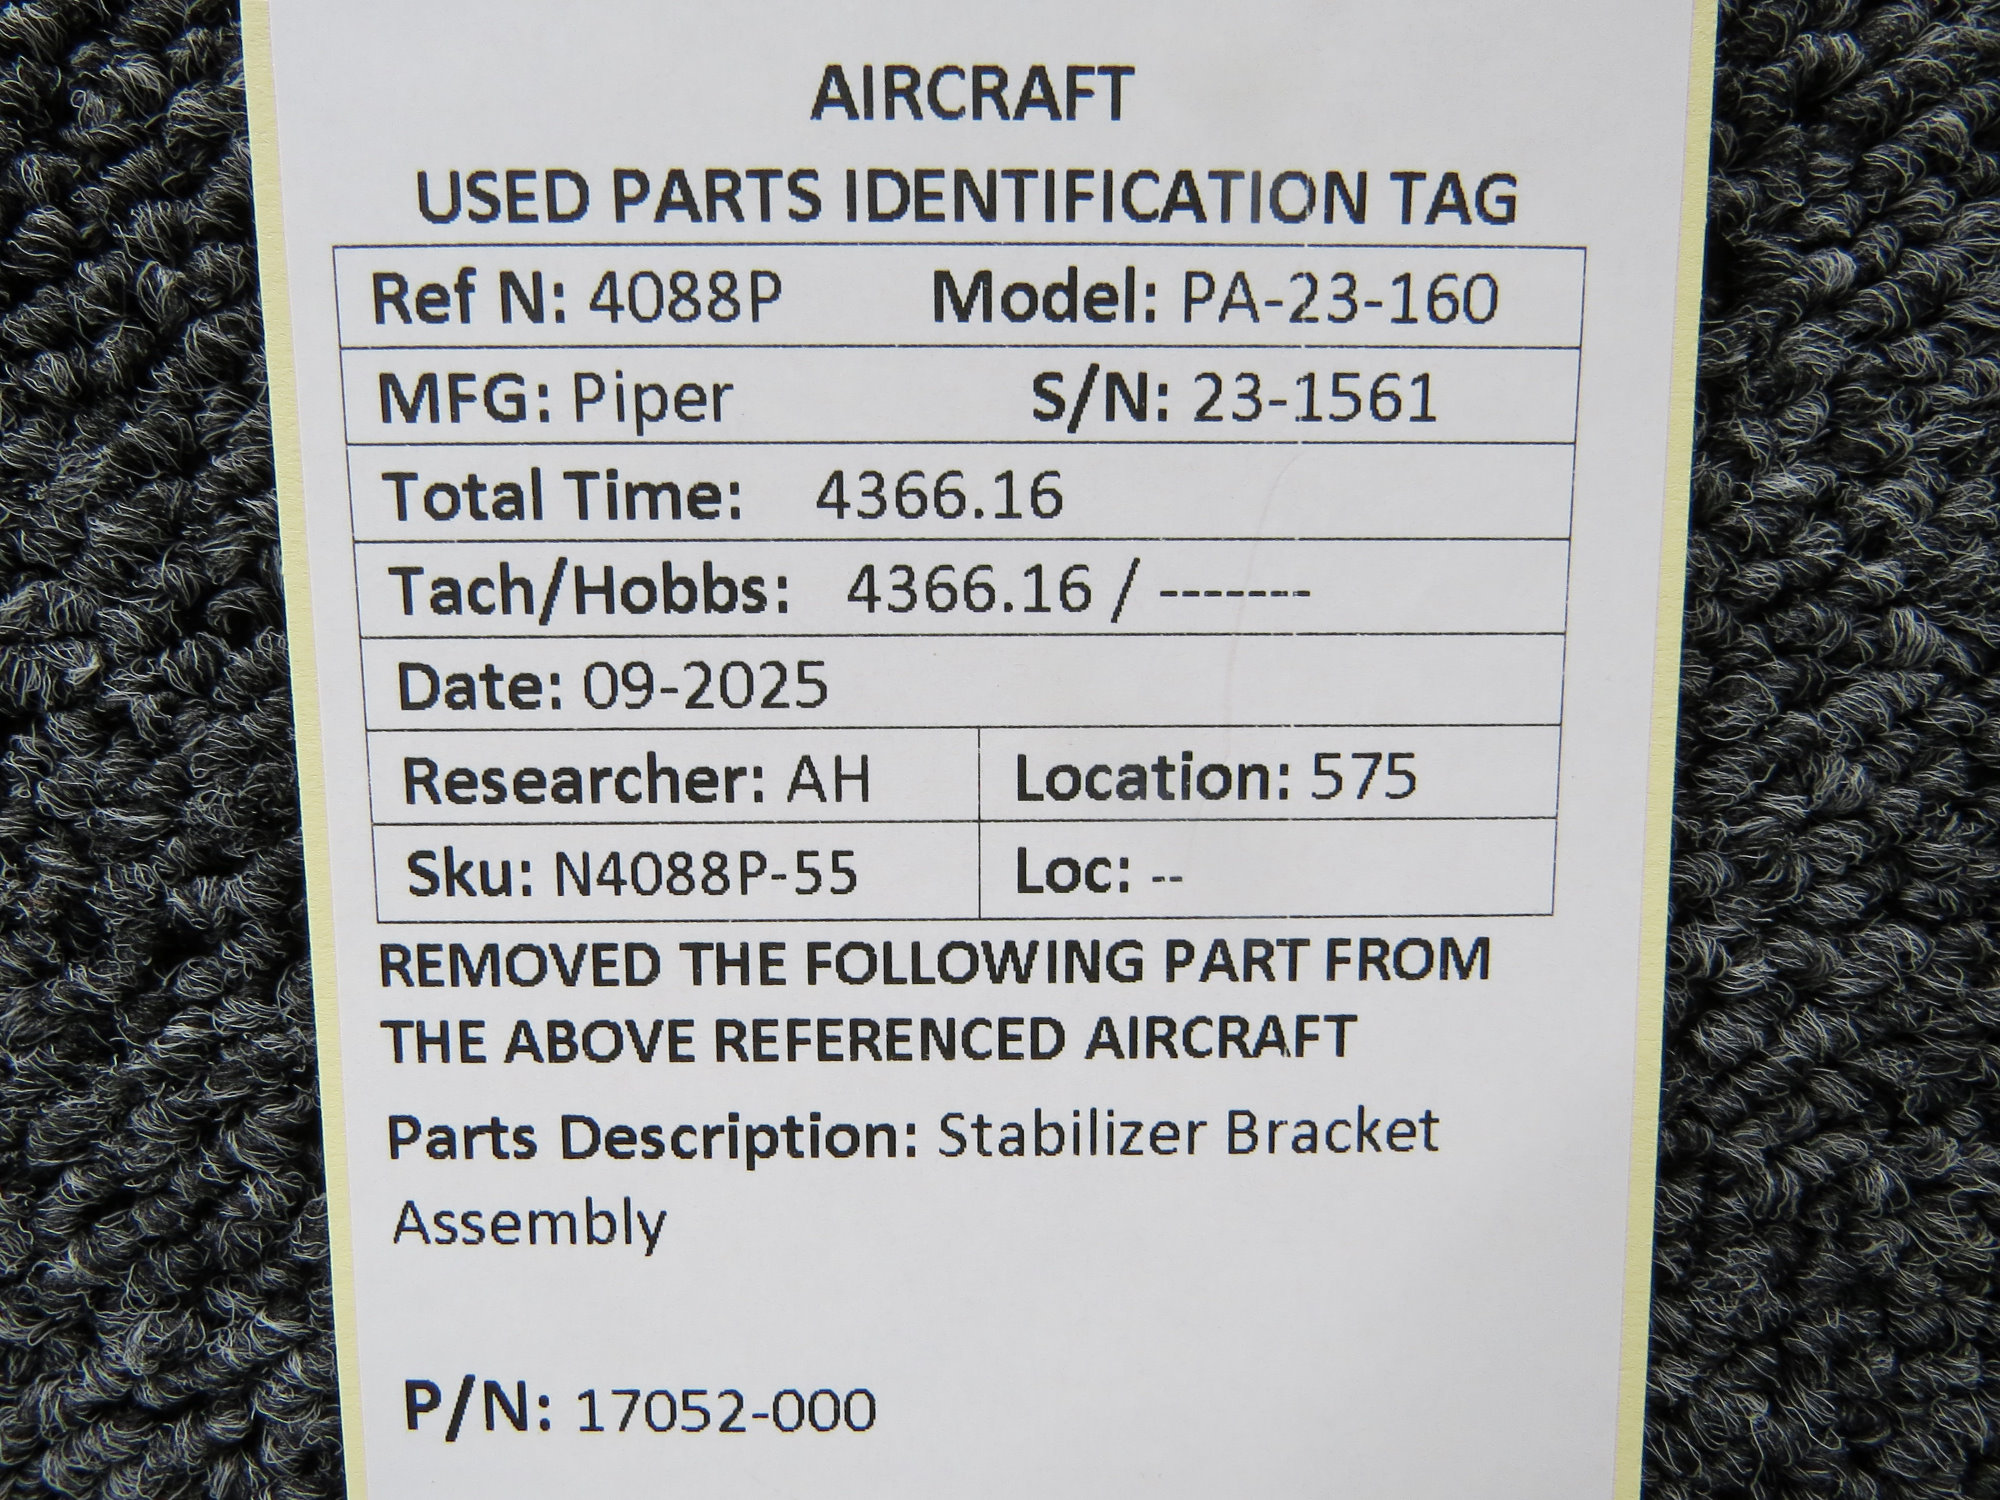 AIRCRAFT
USED PARTS IDENTIFICATION TAG
Ref N: 4088P Model: PA-23-160
MFG: Piper S/N: 23-1561
Total Time: 4366.16
Tach/Hobbs: 4366.16 / -------
Date: 09-2025
Researcher: AH Location: 575
Sku: N4088P-55 Loc: --
REMOVED THE FOLLOWING PART FROM
THE ABOVE REFERENCED AIRCRAFT
Parts Description: Stabilizer Bracket
Assembly
P/N: 17052-000